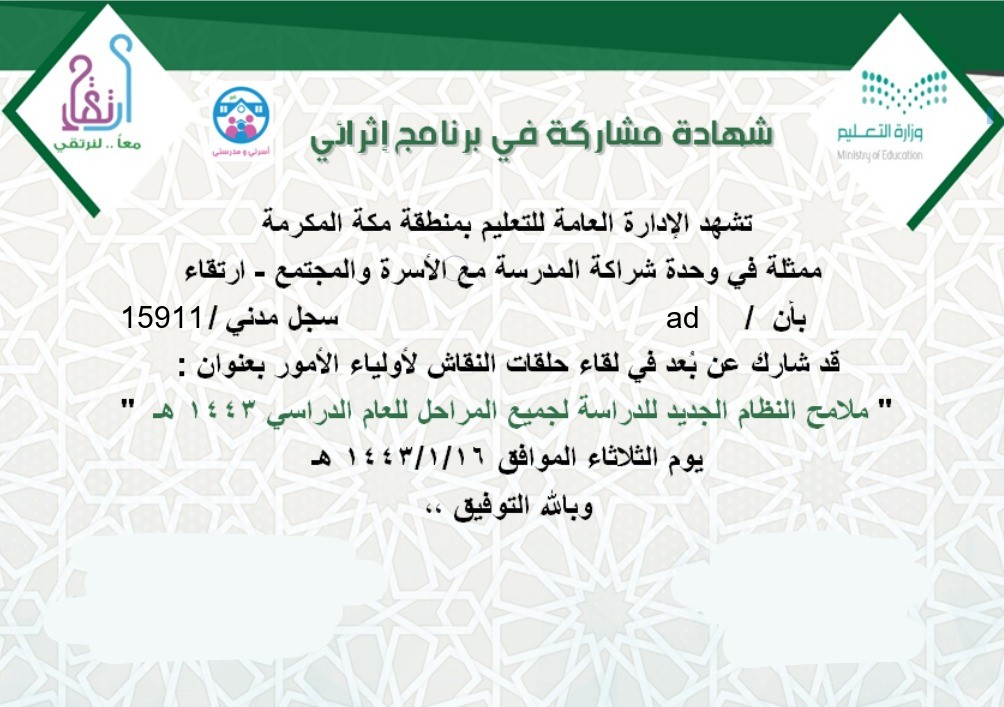 ارتقاء
معاً .. لنرتقي
أسرتي و مدرستي
وزارة التعليم
Ministry of Education
شهادة مشاركة في برنامج إثرائي
تشهد الإدارة العامة للتعليم بمنطقة مكة المكرمة
ممثلة في وحدة شراكة المدرسة مع الأسرة والمجتمع - ارتقاء
بأن / ad سجل مدني /15911
قد شارك عن بُعد في لقاء حلقات النقاش لأولياء الأمور بعنوان :
" ملامح النظام الجديد للدراسة لجميع المراحل للعام الدراسي ١٤٤٣ هـ "
يوم الثلاثاء الموافق ١٤٤٣/١/١٦ هـ
وبالله التوفيق ،،